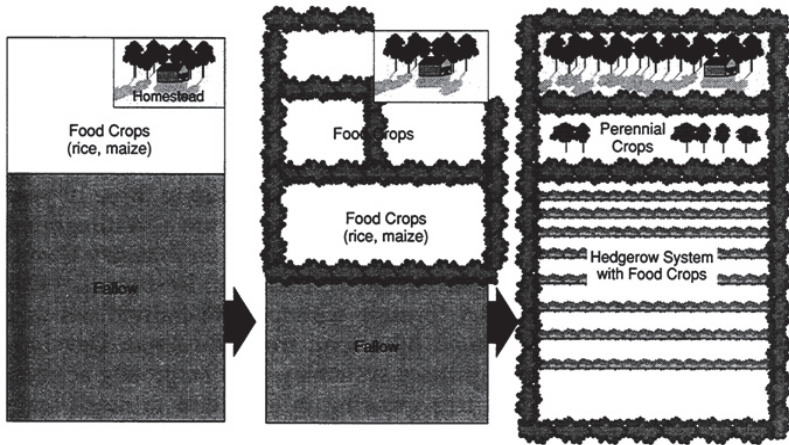 Homestead
Food Crops
(rice, maize)
Fallow
Food Crops
Food Crops
(rice, maize)
Fallow
Perennial
Crops
Hedgerow System
with Food Crops